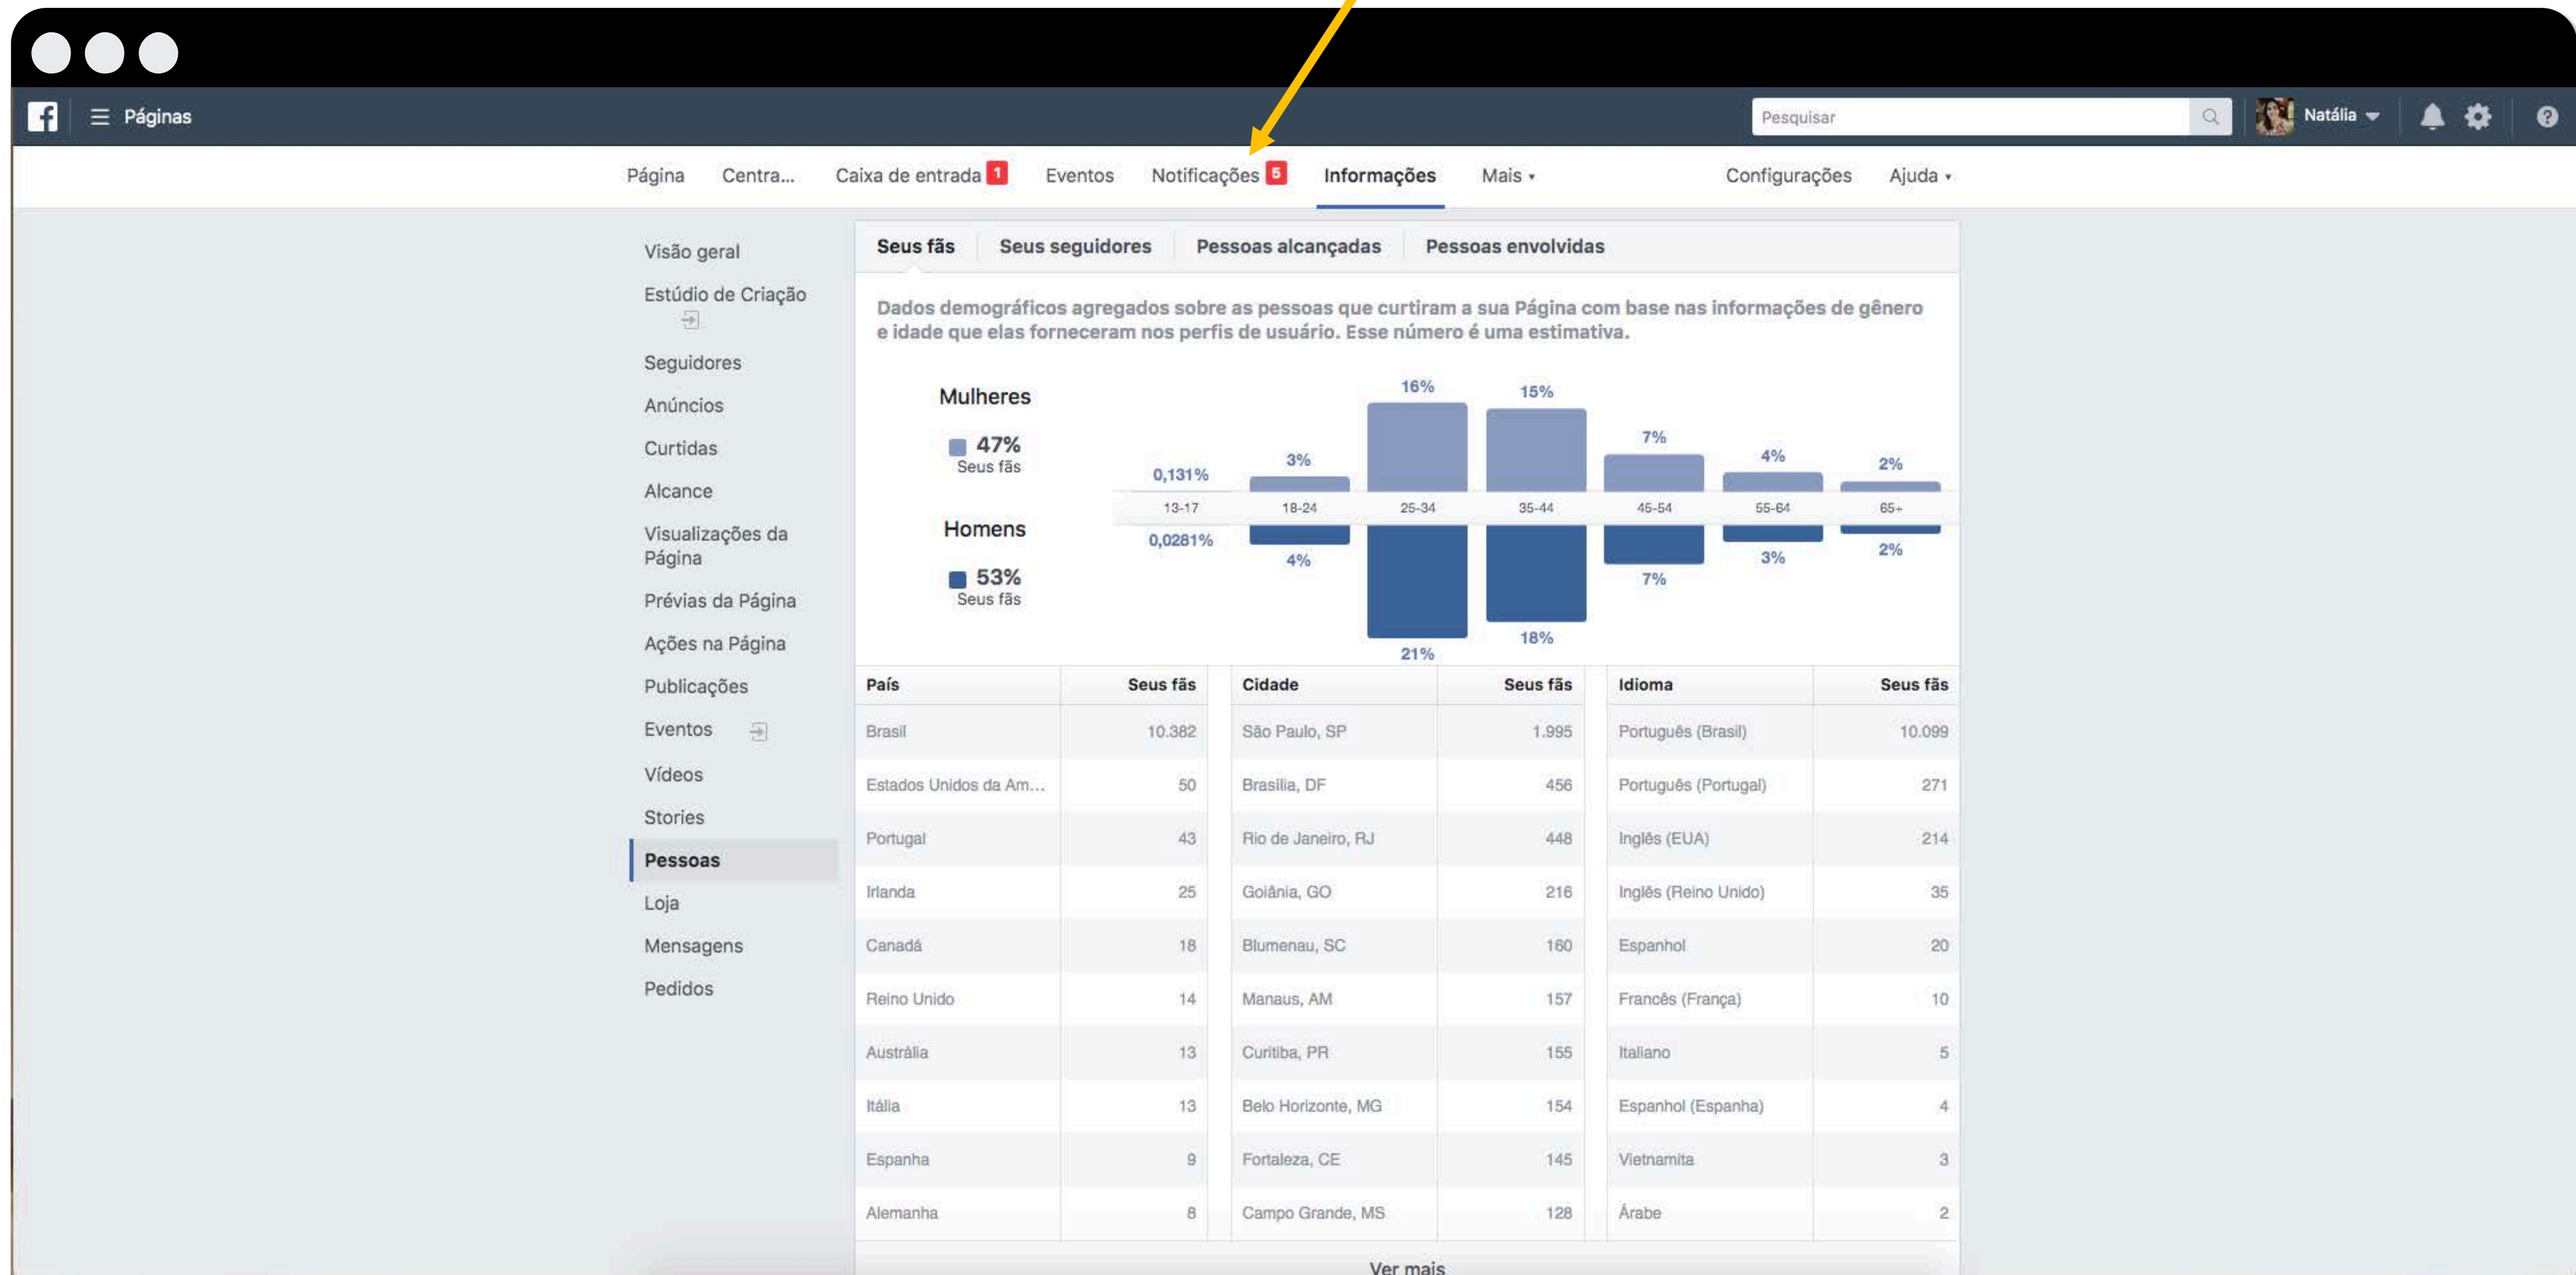 Páginas
Pesquisar
Natália
Página Centra... Caixa de entrada 1 Eventos Notificações 5 Informações Mais Configurações Ajuda
Visão geral
Estúdio de Criação
Seguidores
Anúncios
Curtidas
Alcance
Visualizações da
Página
Prévias da Página
Ações na Página
Publicações
Eventos
Vídeos
Stories
Pessoas
Loja
Mensagens
Pedidos
Seus fãs Seus seguidores Pessoas alcançadas Pessoas envolvidas
Dados demográficos agregados sobre as pessoas que curtiram a sua Página com base nas informações de gênero
e idade que elas forneceram nos perfis de usuário. Esse número é uma estimativa.
Mulheres
47%
Seus fãs
0,131% 3% 16% 15% 7% 4% 2%
13-17 18-24 25-34 35-44 45-54 55-64 65+
Homens
53%
Seus fãs
0,0281% 4% 21% 18% 7% 3% 2%
País Seus fãs Cidade Seus fãs Idioma Seus fãs
Brasil 10.382 São Paulo, SP 1.995 Português (Brasil) 10.099
Estados Unidos da Am... 50 Brasília, DF 456 Português (Portugal) 271
Portugal 43 Rio de Janeiro, RJ 448 Inglês (EUA) 214
Irlanda 25 Goiânia, GO 216 Inglês (Reino Unido) 35
Canadá 18 Blumenau, SC 160 Espanhol 20
Reino Unido 14 Manaus, AM 157 Francês (França) 10
Austrália 13 Curitiba, PR 155 Italiano 5
Itália 13 Belo Horizonte, MG 154 Espanhol (Espanha) 4
Espanha 9 Fortaleza, CE 145 Vietnamita 3
Alemanha 8 Campo Grande, MS 128 Árabe 2
Ver mais